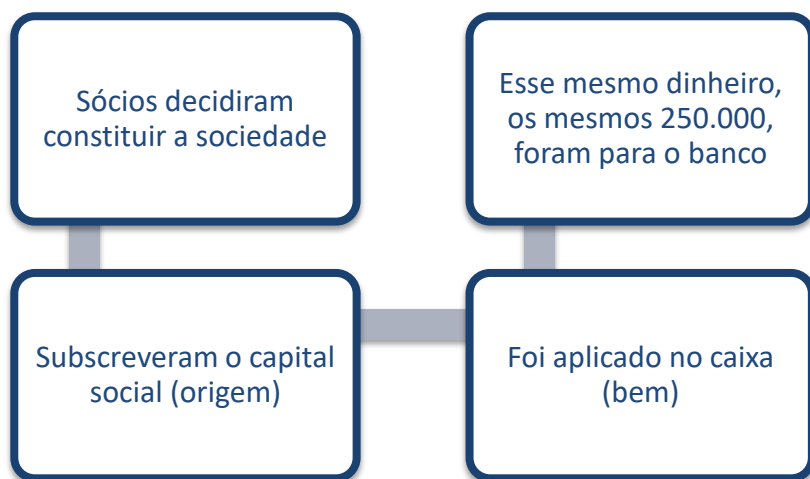 Sócios decidiram
constituir a sociedade
Subscreveram o capital
social (origem)
Foi aplicado no caixa
(bem)
Esse mesmo dinheiro,
os mesmos 250.000,
foram para o banco